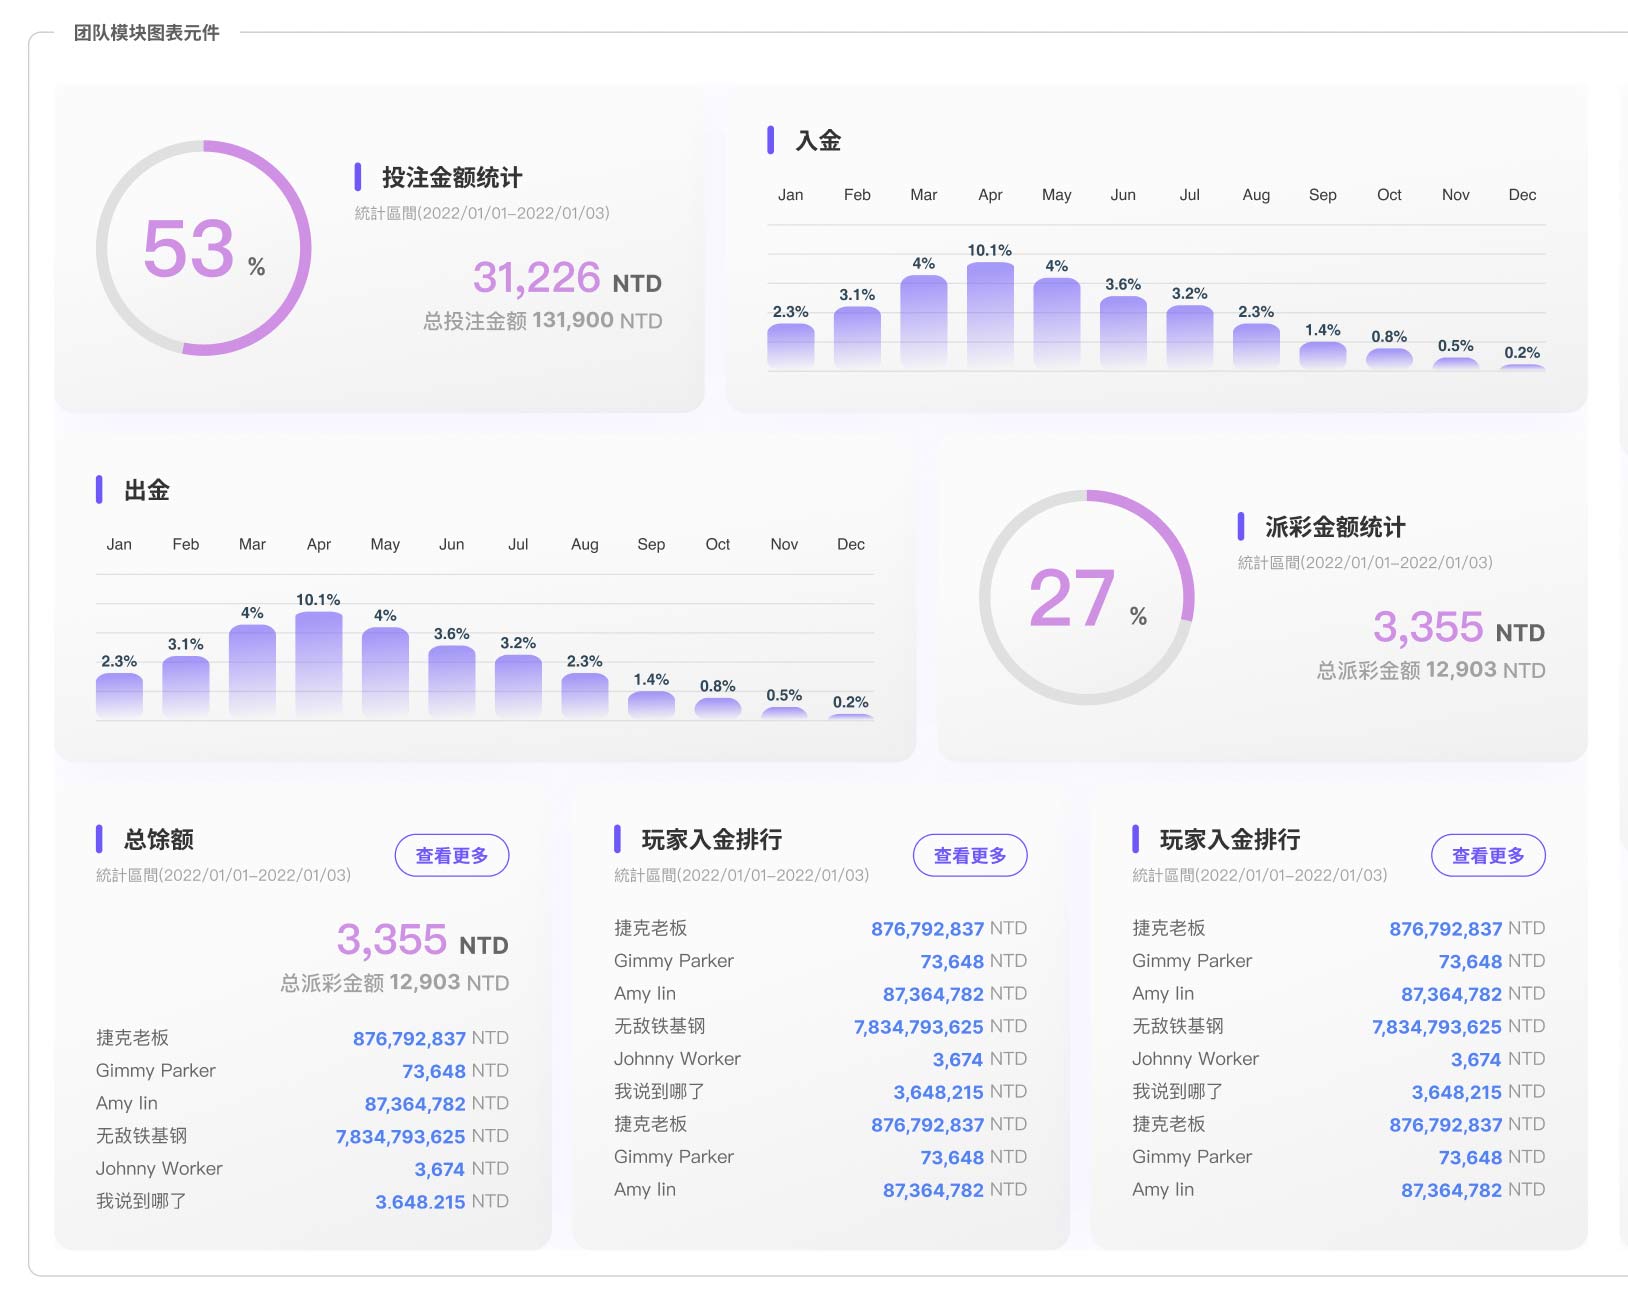 团队模块图表元件
53 %
投注金额统计
統計區間(2022/01/01-2022/01/03)
31,226 NTD
总投注金额 131,900 NTD
入金
Jan Feb Mar Apr May Jun Jul Aug Sep Oct Nov Dec
2.3% 3.1% 4% 10.1% 4% 3.6% 3.2% 2.3% 1.4% 0.8% 0.5% 0.2%
出金
Jan Feb Mar Apr May Jun Jul Aug Sep Oct Nov Dec
2.3% 3.1% 4% 10.1% 4% 3.6% 3.2% 2.3% 1.4% 0.8% 0.5% 0.2%
27 %
派彩金额统计
統計區間(2022/01/01-2022/01/03)
3,355 NTD
总派彩金额 12,903 NTD
总馀额
統計區間(2022/01/01-2022/01/03)
查看更多
3,355 NTD
总派彩金额 12,903 NTD
捷克老板 876,792,837 NTD
Gimmy Parker 73,648 NTD
Amy lin 87,364,782 NTD
无敌铁基钢 7,834,793,625 NTD
Johnny Worker 3,674 NTD
我说到哪了 3,648,215 NTD
玩家入金排行
統計區間(2022/01/01-2022/01/03)
查看更多
捷克老板 876,792,837 NTD
Gimmy Parker 73,648 NTD
Amy lin 87,364,782 NTD
无敌铁基钢 7,834,793,625 NTD
Johnny Worker 3,674 NTD
我说到哪了 3,648,215 NTD
捷克老板 876,792,837 NTD
Gimmy Parker 73,648 NTD
Amy lin 87,364,782 NTD
玩家入金排行
統計區間(2022/01/01-2022/01/03)
查看更多
捷克老板 876,792,837 NTD
Gimmy Parker 73,648 NTD
Amy lin 87,364,782 NTD
无敌铁基钢 7,834,793,625 NTD
Johnny Worker 3,674 NTD
我说到哪了 3,648,215 NTD
捷克老板 876,792,837 NTD
Gimmy Parker 73,648 NTD
Amy lin 87,364,782 NTD